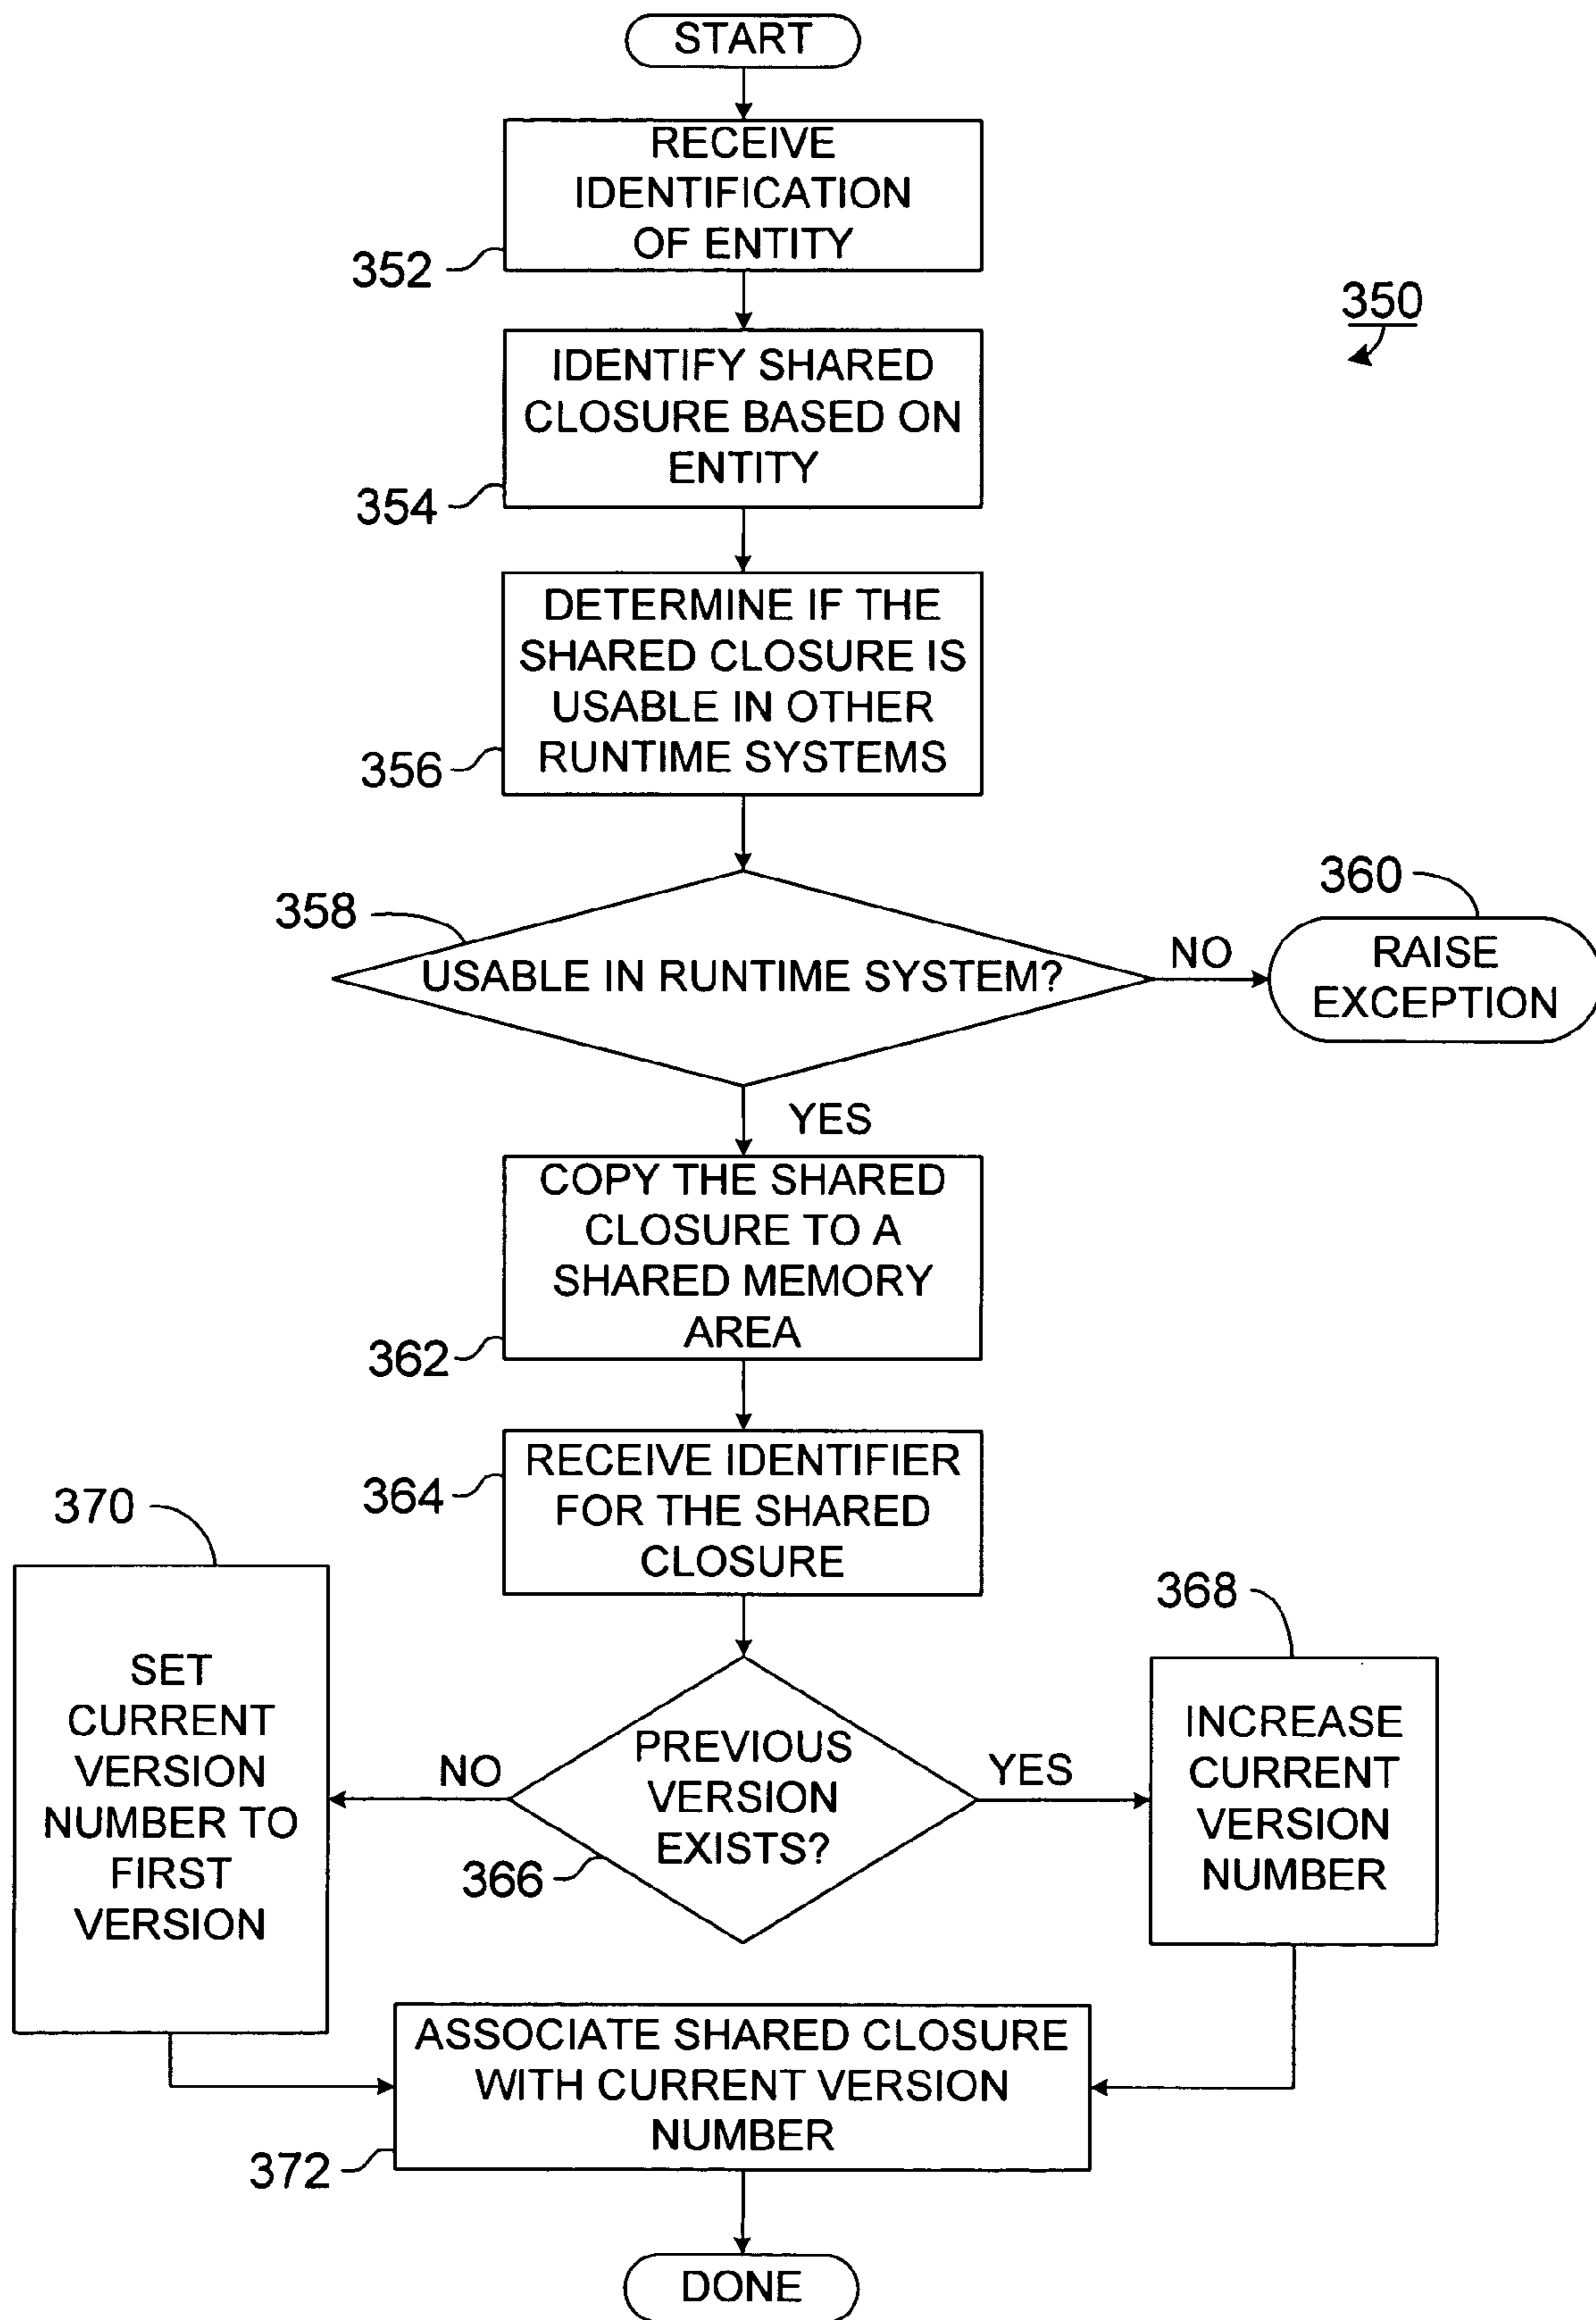 START
RECEIVE
IDENTIFICATION
OF ENTITY
352
350
IDENTIFY SHARED
CLOSURE BASED ON
ENTITY
354
DETERMINE IF THE
SHARED CLOSURE IS
USABLE IN OTHER
RUNTIME SYSTEMS
356
358
USABLE IN RUNTIME SYSTEM?
NO
360
RAISE
EXCEPTION
YES
COPY THE SHARED
CLOSURE TO A
SHARED MEMORY
AREA
362
RECEIVE IDENTIFIER
FOR THE SHARED
CLOSURE
364
370
SET
CURRENT
VERSION
NUMBER TO
FIRST
VERSION
NO
PREVIOUS
VERSION
EXISTS?
366
YES
368
INCREASE
CURRENT
VERSION
NUMBER
ASSOCIATE SHARED CLOSURE
WITH CURRENT VERSION
NUMBER
372
DONE